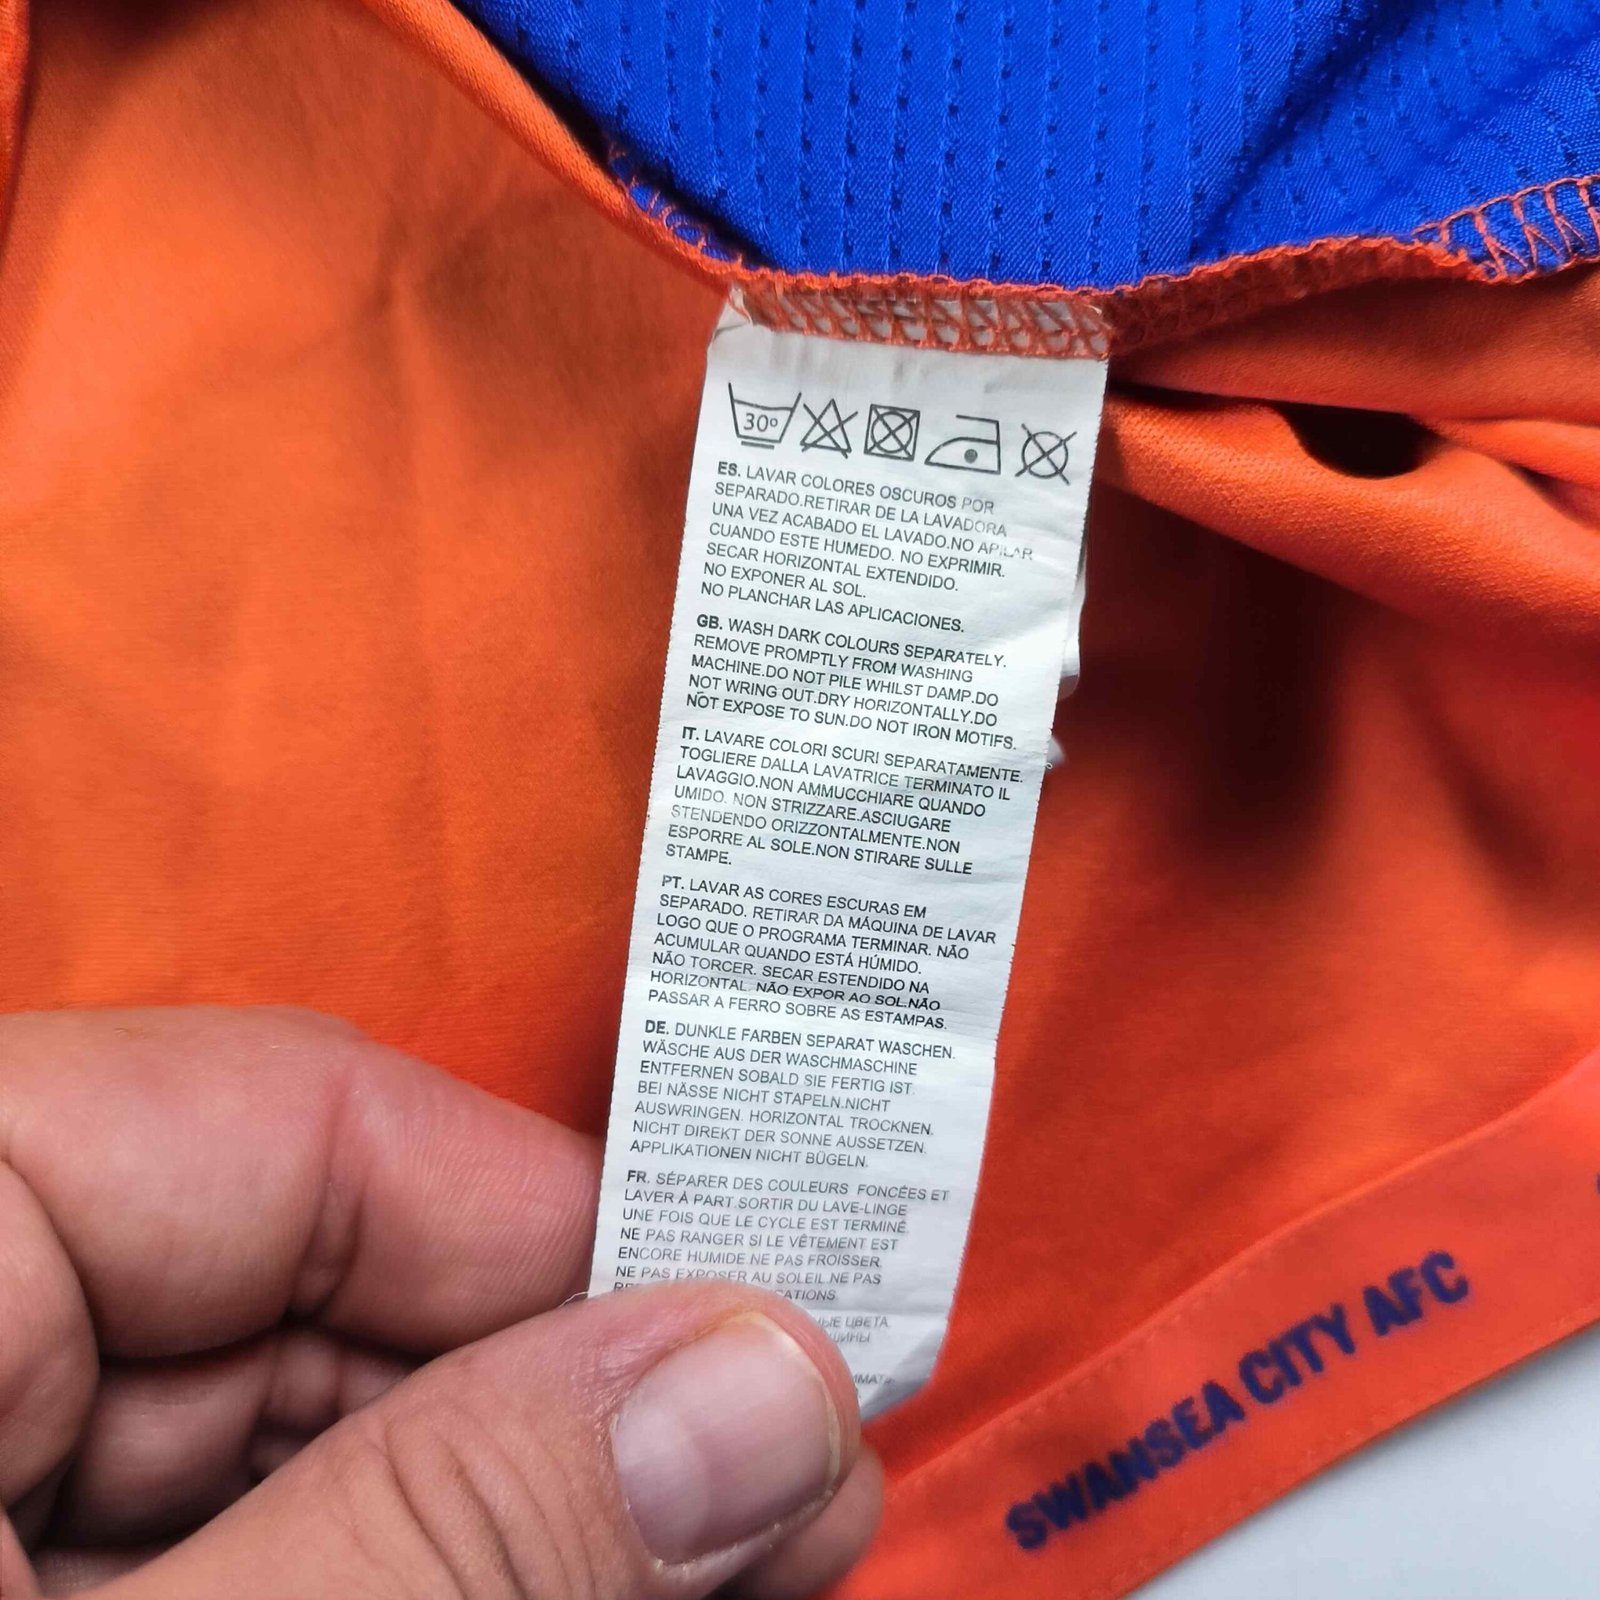 30º
ES. LAVAR COLORES OSCUROS POR
SEPARADO.RETIRAR DE LA LAVADORA
UNA VEZ ACABADO EL LAVADO.NO APILAR
CUANDO ESTE HUMEDO. NO EXPRIMIR.
SECAR HORIZONTAL EXTENDIDO.
NO EXPONER AL SOL.
NO PLANCHAR LAS APLICACIONES.
GB. WASH DARK COLOURS SEPARATELY.
REMOVE PROMPTLY FROM WASHING
MACHINE.DO NOT PILE WHILST DAMP.DO
NOT WRING OUT.DRY HORIZONTALLY.DO
NOT EXPOSE TO SUN.DO NOT IRON MOTIFS.
IT. LAVARE COLORI SCURI SEPARATAMENTE.
TOGLIERE DALLA LAVATRICE TERMINATO IL
LAVAGGIO.NON AMMUCCHIARE QUANDO
UMIDO. NON STRIZZARE.ASCIUGARE
STENDENDO ORIZZONTALMENTE.NON
ESPORRE AL SOLE.NON STIRARE SULLE
STAMPE.
PT. LAVAR AS CORES ESCURAS EM
SEPARADO. RETIRAR DA MÁQUINA DE LAVAR
LOGO QUE O PROGRAMA TERMINAR. NÃO
ACUMULAR QUANDO ESTÁ HÚMIDO.
NÃO TORCER. SECAR ESTENDIDO NA
HORIZONTAL. NÃO EXPOR AO SOL.NÃO
PASSAR A FERRO SOBRE AS ESTAMPAS.
DE. DUNKLE FARBEN SEPARAT WASCHEN.
WÄSCHE AUS DER WASCHMASCHINE
ENTFERNEN SOBALD SIE FERTIG IST.
BEI NÄSSE NICHT STAPELN.NICHT
AUSWRINGEN. HORIZONTAL TROCKNEN.
NICHT DIREKT DER SONNE AUSSETZEN.
APPLIKATIONEN NICHT BÜGELN.
FR. SÉPARER DES COULEURS FONCÉES ET
LAVER À PART.SORTIR DU LAVE-LINGE
UNE FOIS QUE LE CYCLE EST TERMINÉ
NE PAS RANGER SI LE VÊTEMENT EST
ENCORE HUMIDE.NE PAS FROISSER.
NE PAS EXPOSER AU SOLEIL.NE PAS
ЦВЕТА
SWANSEA CITY AFC